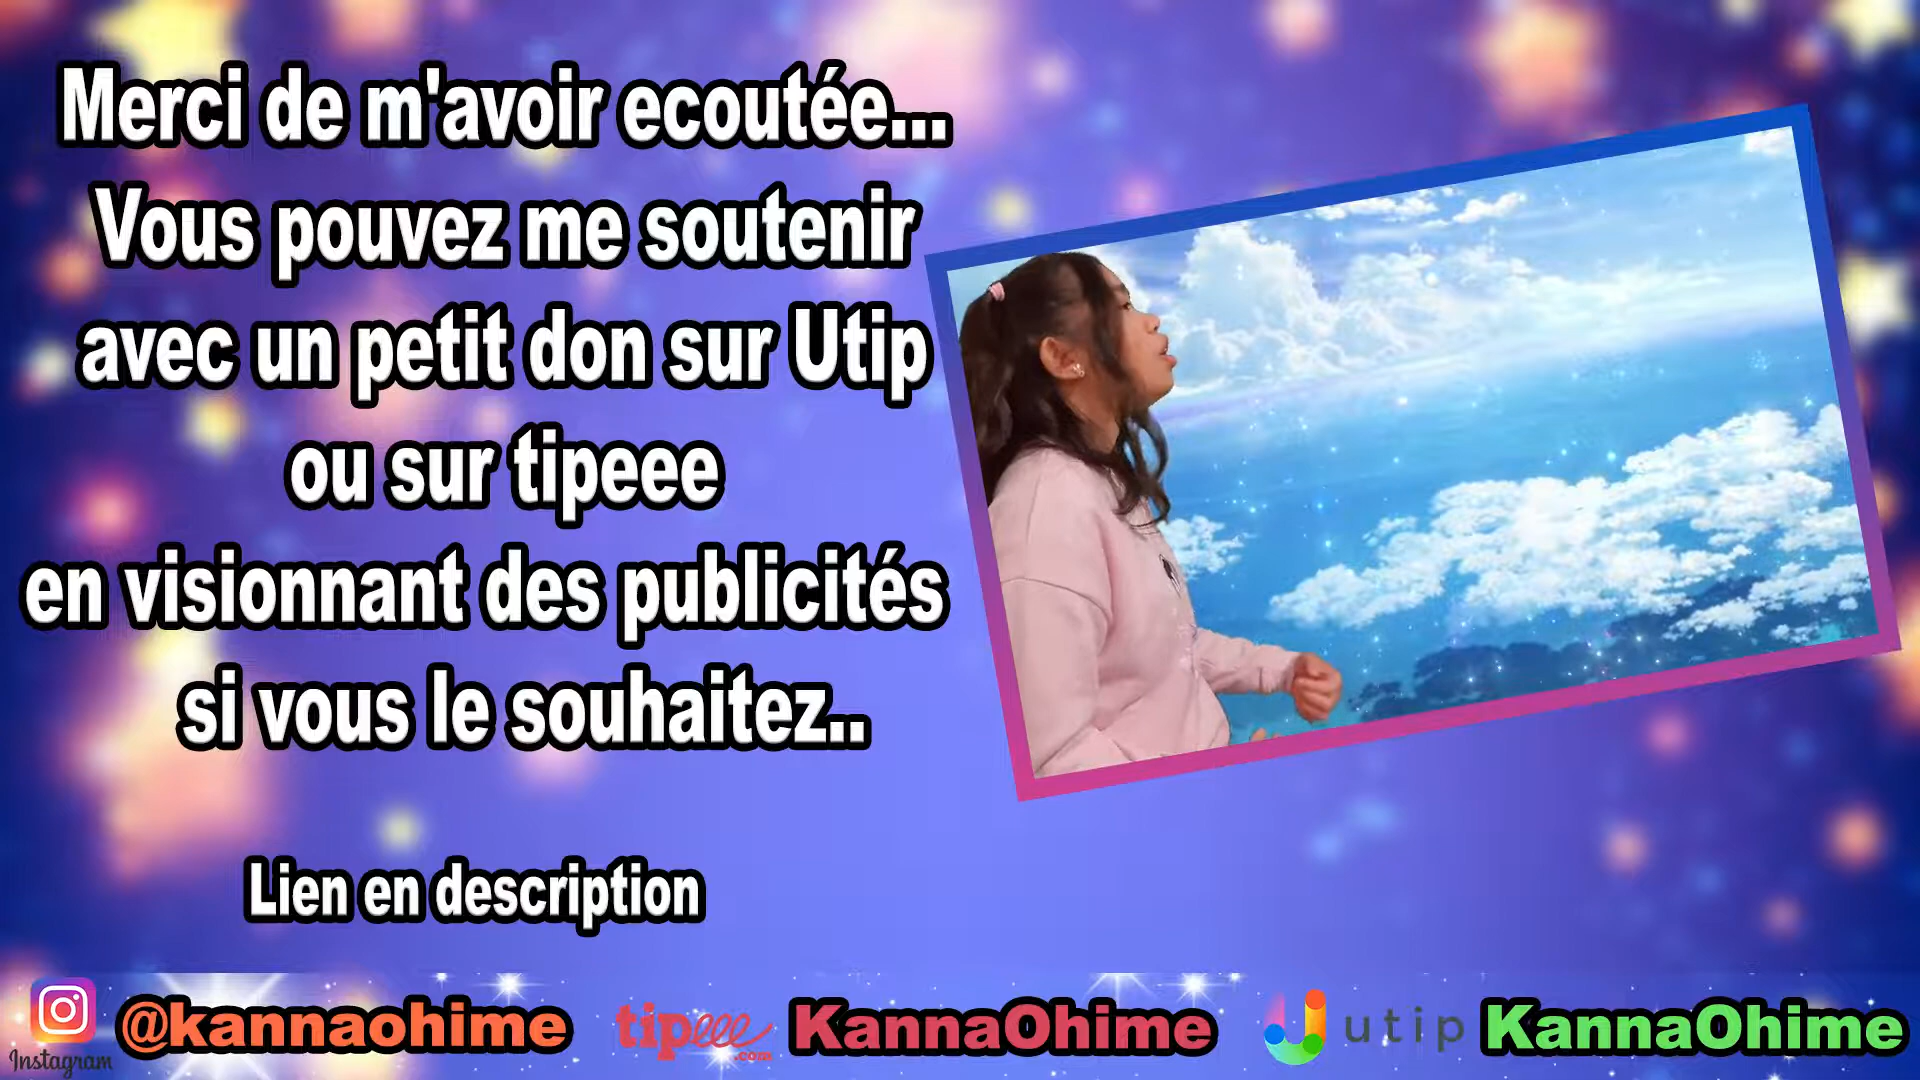 Merci de m'avoir ecoutée...
Vous pouvez me soutenir
avec un petit don sur Utip
ou sur tipeee
en visionnant des publicités
si vous le souhaitez..
Lien en description
Instagram @kannaohime tipeee.com KannaOhime utip KannaOhime